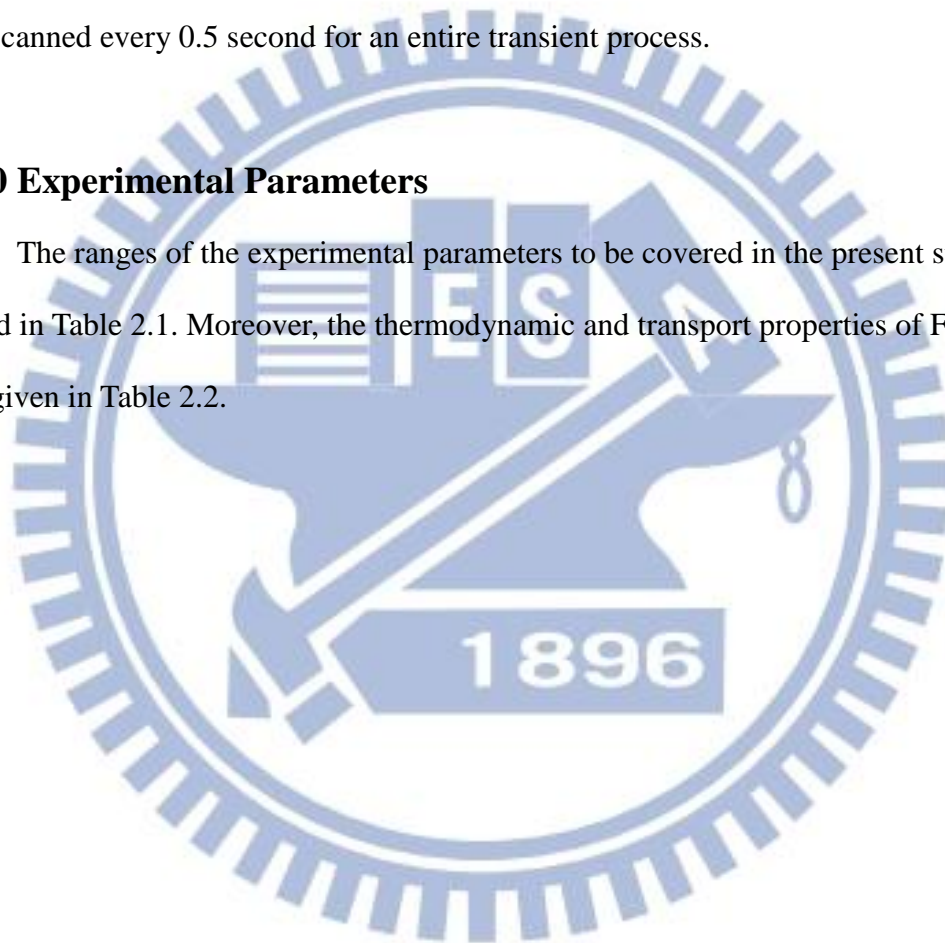 canned every 0.5 second for an entire transient process.
0 Experimental Parameters
The ranges of the experimental parameters to be covered in the present s
d in Table 2.1. Moreover, the thermodynamic and transport properties of F
given in Table 2.2.
E S A
1896